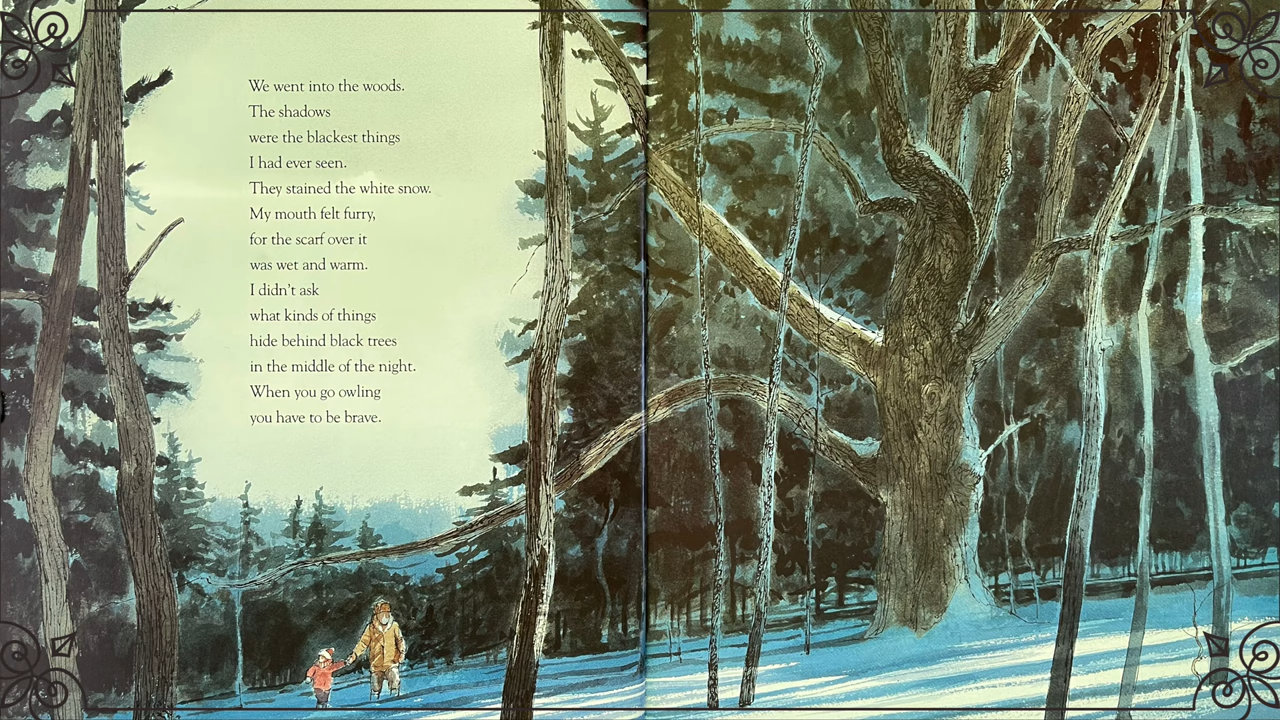 We went into the woods.
The shadows
were the blackest things
I had ever seen.
They stained the white snow.
My mouth felt furry,
for the scarf over it
was wet and warm.
I didn't ask
what kinds of things
hide behind black trees
in the middle of the night.
When you go owling
you have to be brave.